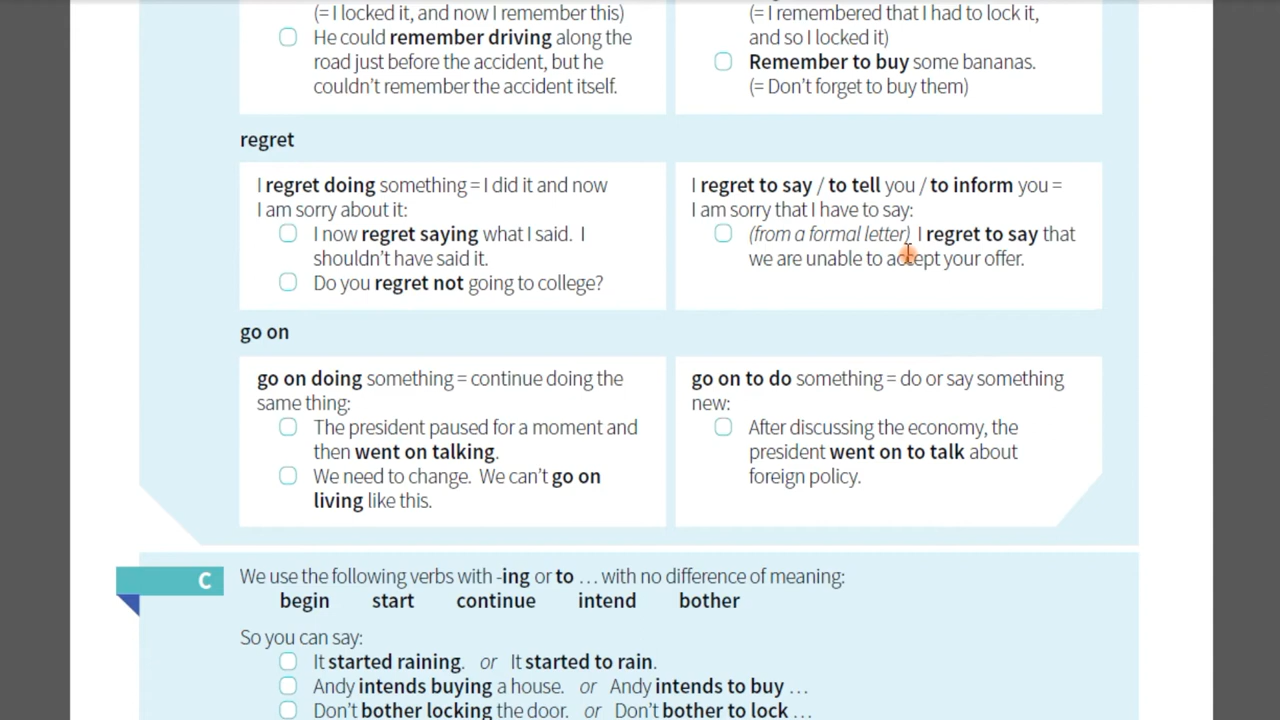 (= I locked it, and now I remember this)
He could remember driving along the
road just before the accident, but he
couldn't remember the accident itself.
(= I remembered that I had to lock it,
and so I locked it)
Remember to buy some bananas.
(= Don't forget to buy them)
regret
I regret doing something = I did it and now
I am sorry about it:
I now regret saying what I said. I
shouldn't have said it.
Do you regret not going to college?
I regret to say / to tell you / to inform you =
I am sorry that I have to say:
(from a formal letter) I regret to say that
we are unable to accept your offer.
go on
go on doing something = continue doing the
same thing:
The president paused for a moment and
then went on talking.
We need to change. We can't go on
living like this.
go on to do something = do or say something
new:
After discussing the economy, the
president went on to talk about
foreign policy.
C
We use the following verbs with -ing or to … with no difference of meaning:
begin start continue intend bother
So you can say:
It started raining. or It started to rain.
Andy intends buying a house. or Andy intends to buy …
Don't bother locking the door. or Don't bother to lock …